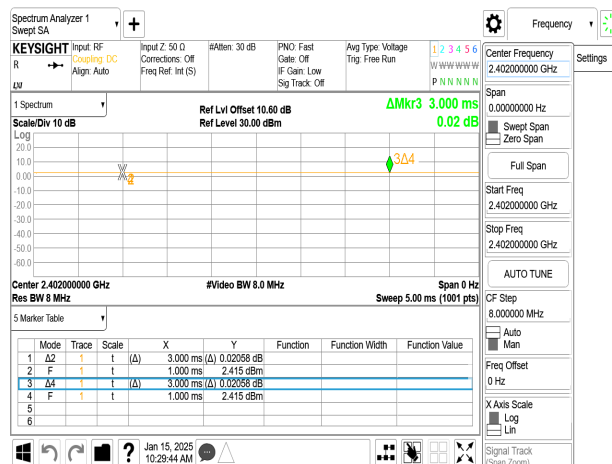 Spectrum Analyzer 1
Swept SA
Frequency
KEYSIGHT
R
LXI
Input: RF
Coupling: DC
Align: Auto
Input Z: 50 Ω
Corrections: Off
Freq Ref: Int (S)
#Atten: 30 dB
PNO: Fast
Gate: Off
IF Gain: Low
Sig Track: Off
Avg Type: Voltage
Trig: Free Run
1 2 3 4 5 6
W W W W W W
P N N N N N
Center Frequency
2.402000000 GHz
Settings
Span
0.00000000 Hz
Swept Span
Zero Span
Full Span
Start Freq
2.402000000 GHz
Stop Freq
2.402000000 GHz
AUTO TUNE
CF Step
8.000000 MHz
Auto
Man
Freq Offset
0 Hz
X Axis Scale
Log
Lin
Signal Track
(Span Zoom)
1 Spectrum
Scale/Div 10 dB
Log
Ref Lvl Offset 10.60 dB
Ref Level 30.00 dBm
ΔMkr3 3.000 ms
0.02 dB
20.0
10.0
0.00
-10.0
-20.0
-30.0
-40.0
-50.0
-60.0
3Δ4
Center 2.402000000 GHz
Res BW 8 MHz
#Video BW 8.0 MHz
Span 0 Hz
Sweep 5.00 ms (1001 pts)
5 Marker Table
Mode Trace Scale X Y Function Function Width Function Value
1 Δ2 1 t (Δ) 3.000 ms (Δ) 0.02058 dB
2 F 1 t 1.000 ms 2.415 dBm
3 Δ4 1 t (Δ) 3.000 ms (Δ) 0.02058 dB
4 F 1 t 1.000 ms 2.415 dBm
5
6
?
Jan 15, 2025
10:29:44 AM